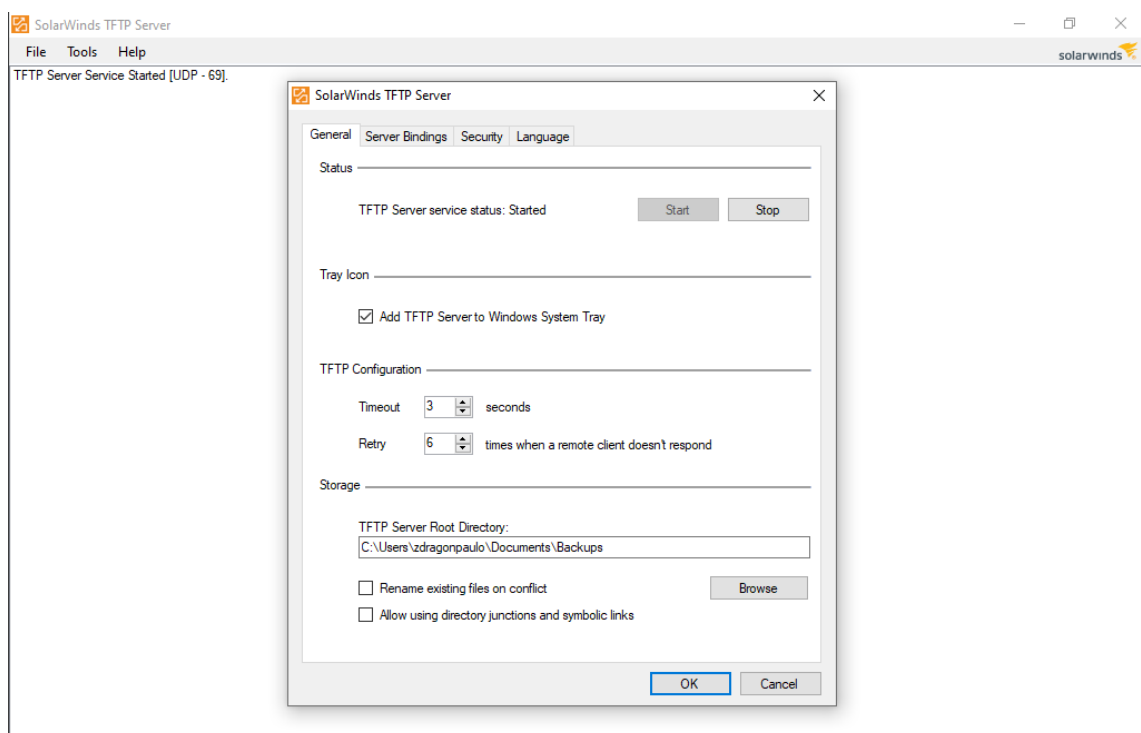 SolarWinds TFTP Server
File Tools Help
solarwinds
TFTP Server Service Started [UDP - 69].
SolarWinds TFTP Server
General Server Bindings Security Language
Status
TFTP Server service status: Started Start Stop
Tray Icon
Add TFTP Server to Windows System Tray
TFTP Configuration
Timeout 3 seconds
Retry 6 times when a remote client doesn't respond
Storage
TFTP Server Root Directory:
C:\Users\zdragonpaulo\Documents\Backups
Rename existing files on conflict Browse
Allow using directory junctions and symbolic links
OK Cancel